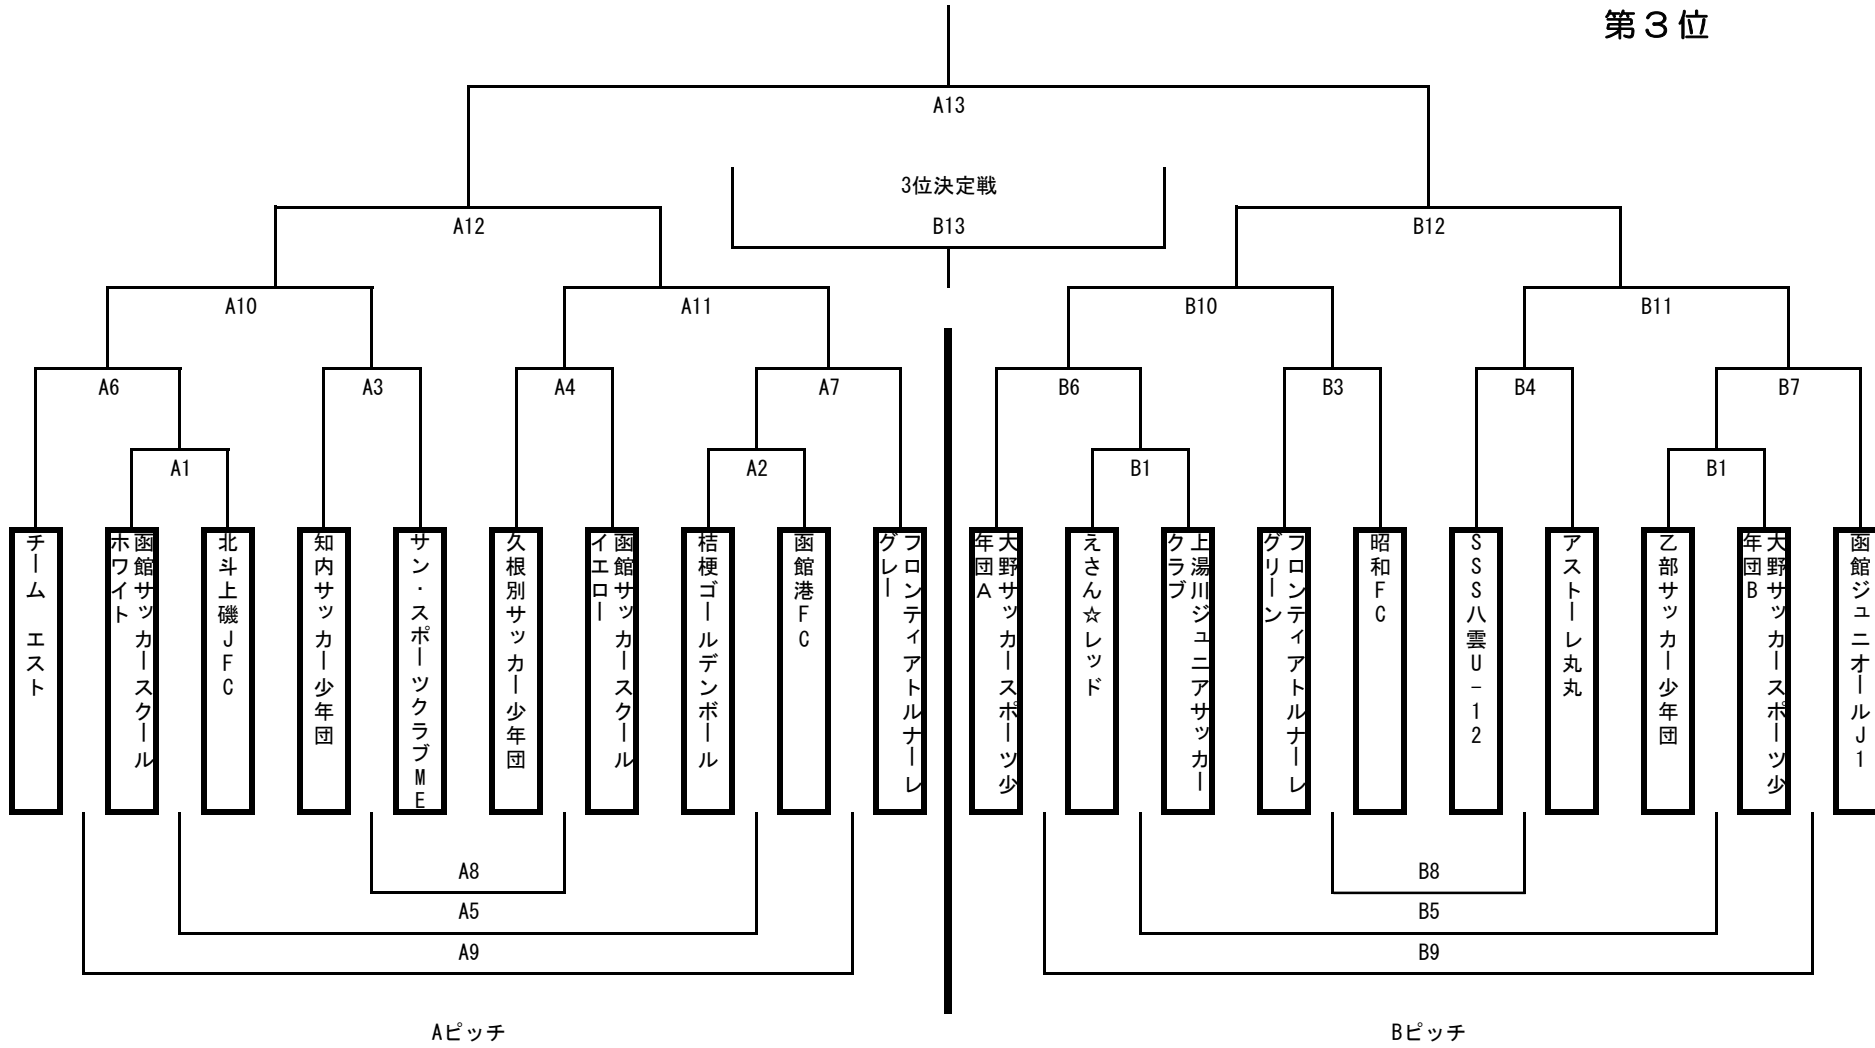 第３位
A13
3位決定戦
A12
B13
B12
A10
A11
B10
B11
A6
A3
A4
A7
B6
B3
B4
B7
A1
A2
B1
B1
チーム　エスト
函館サッカースクール
ホワイト
北斗上磯ＪＦＣ
知内サッカー少年団
サン・スポーツクラブＭＥ
久根別サッカー少年団
函館サッカースクール
イエロー
桔梗ゴールデンボール
函館港ＦＣ
フロンティアトルナーレ
グレー
大野サッカースポーツ少
年団Ａ
えさん☆レッド
上湯川ジュニアサッカー
クラブ
フロンティアトルナーレ
グリーン
昭和ＦＣ
ＳＳＳ八雲Ｕ－１２
アストーレ丸丸
乙部サッカー少年団
大野サッカースポーツ少
年団Ｂ
函館ジュニオールＪ１
A8
B8
A5
B5
A9
B9
Aピッチ
Bピッチ